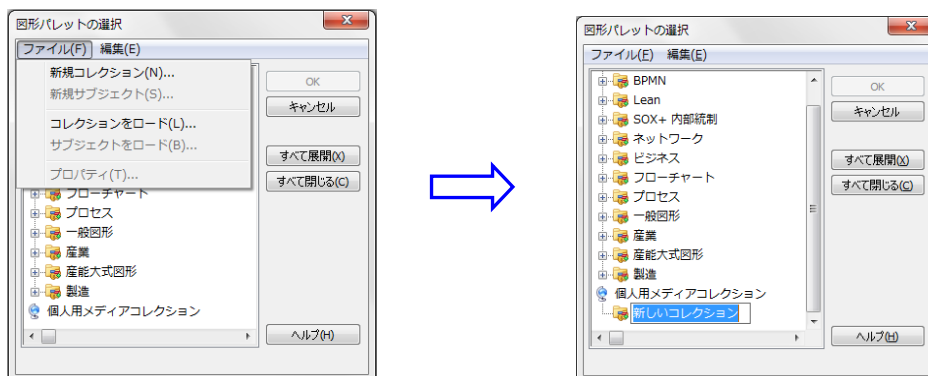 図形パレットの選択
ファイル(F) 編集(E)
新規コレクション(N)...
新規サブジェクト(S)...
コレクションをロード(L)...
サブジェクトをロード(B)...
プロパティ(T)...
フローチャート
プロセス
一般図形
産業
産能大式図形
製造
個人用メディアコレクション
OK
キャンセル
すべて展開(X)
すべて閉じる(C)
ヘルプ(H)
図形パレットの選択
ファイル(F) 編集(E)
BPMN
Lean
SOX+ 内部統制
ネットワーク
ビジネス
フローチャート
プロセス
一般図形
産業
産能大式図形
製造
個人用メディアコレクション
新しいコレクション
OK
キャンセル
すべて展開(X)
すべて閉じる(C)
ヘルプ(H)